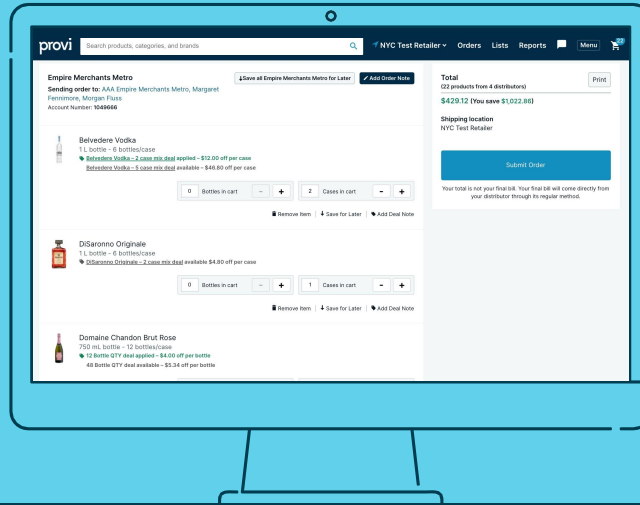 provi
Search products, categories, and brands
NYC Test Retailer
Orders
Lists
Reports
Menu
22
Empire Merchants Metro
Save all Empire Merchants Metro for Later
Add Order Note
Sending order to: AAA Empire Merchants Metro, Margaret
Fennimore, Morgan Fluss
Account Number: 1049666
Belvedere Vodka
1 L bottle - 6 bottles/case
Belvedere Vodka – 2 case mix deal applied – $12.00 off per case
Belvedere Vodka – 5 case mix deal available – $46.80 off per case
0 Bottles in cart - +
2 Cases in cart - +
Remove Item | Save for Later | Add Deal Note
DiSaronno Originale
1 L bottle - 6 bottles/case
DiSaronno Originale – 2 case mix deal available $4.80 off per case
0 Bottles in cart - +
1 Cases in cart - +
Remove Item | Save for Later | Add Deal Note
Domaine Chandon Brut Rose
750 mL bottle - 12 bottles/case
12 Bottle QTY deal applied – $4.00 off per bottle
48 Bottle QTY deal available – $5.34 off per bottle
Total
Print
(22 products from 4 distributors)
$429.12 (You save $1,022.86)
Shipping location
NYC Test Retailer
Submit Order
Your total is not your final bill. Your final bill will come directly from
your distributor through its regular method.